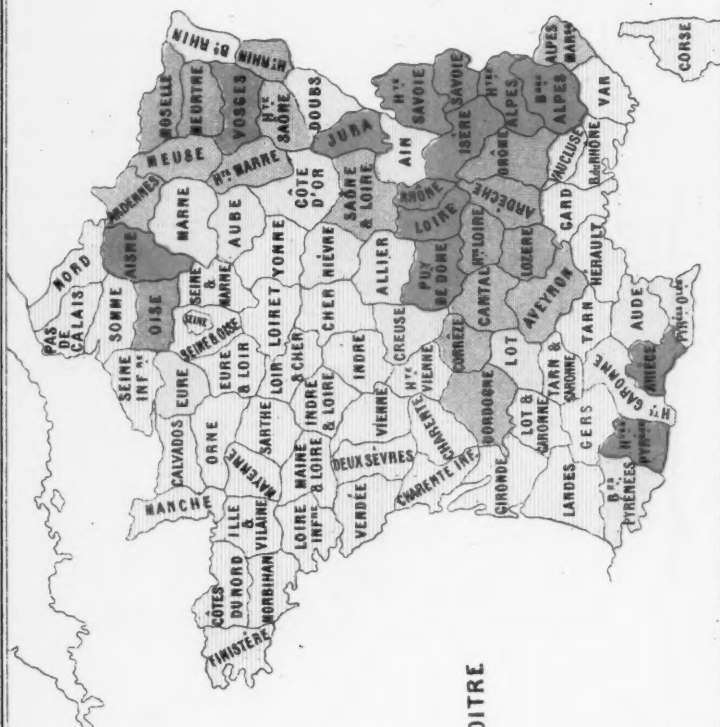 PAS
DE
CALAIS
NORD
SOMME
SEINE
INFRE
OISE
AISNE
ARDENNES
MEUSE
MOSELLE
MEURTHE
BS RHIN
HT RHIN
VOSGES
HTE MARNE
MARNE
AUBE
SEINE
&
MARNE
SEINE
SEINE & OISE
EURE
EURE
& LOIR
CALVADOS
ORNE
MANCHE
MAYENNE
SARTHE
ILLE
&
VILAINE
CÔTES
DU NORD
FINISTÈRE
MORBIHAN
LOIRE
INFRE
MAINE
& LOIRE
INDRE
& LOIRE
LOIR
& CHER
LOIRET
YONNE
CÔTE
D'OR
HTE
SAÔNE
DOUBS
JURA
SAÔNE
& LOIRE
NIÈVRE
CHER
INDRE
VIENNE
DEUX SÈVRES
VENDÉE
CHARENTE INF.
CHARENTE
HTE
VIENNE
CREUSE
ALLIER
PUY
DE DÔME
LOIRE
RHÔNE
AIN
HTE
SAVOIE
SAVOIE
ISÈRE
HTES
ALPES
BSES
ALPES
ALPES
MARIT
VAR
DRÔME
VAUCLUSE
B. DU RHÔNE
GARD
ARDÈCHE
HTE LOIRE
LOZÈRE
CANTAL
CORRÈZE
DORDOGNE
GIRONDE
LOT &
GARONNE
LOT
AVEYRON
TARN &
GARONNE
TARN
HÉRAULT
AUDE
PYRÉES OLES
ARIÈGE
HTE GARONNE
GERS
LANDES
BSES
PYRÉNÉES
HTES
PYRÉNÉES
CORSE
OITRE